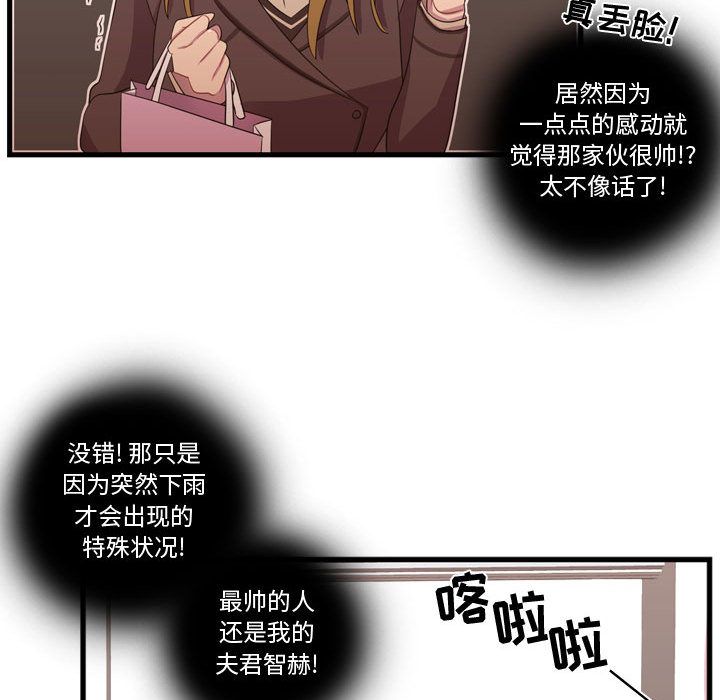 真丢脸!
居然因为
一点点的感动就
觉得那家伙很帅!?
太不像话了!
没错! 那只是
因为突然下雨
才会出现的
特殊状况!
最帅的人
还是我的
夫君智赫!
喀啦啦